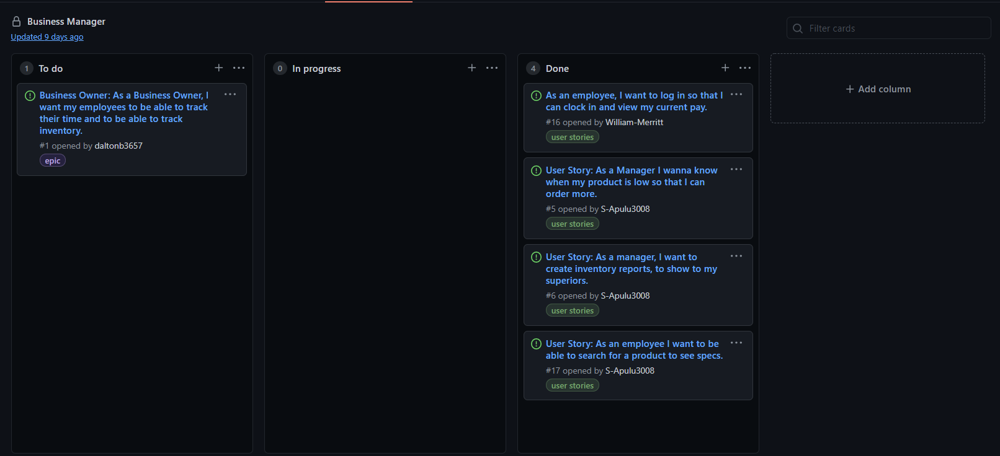 Business Manager
Updated 9 days ago
Filter cards
1 To do
Business Owner: As a Business Owner, I
want my employees to be able to track
their time and to be able to track
inventory.
#1 opened by daltonb3657
epic
0 In progress
4 Done
As an employee, I want to log in so that I
can clock in and view my current pay.
#16 opened by William-Merritt
user stories
User Story: As a Manager I wanna know
when my product is low so that I can
order more.
#5 opened by S-Apulu3008
user stories
User Story: As a manager, I want to
create inventory reports, to show to my
superiors.
#6 opened by S-Apulu3008
user stories
User Story: As an employee I want to be
able to search for a product to see specs.
#17 opened by S-Apulu3008
user stories
+ Add column